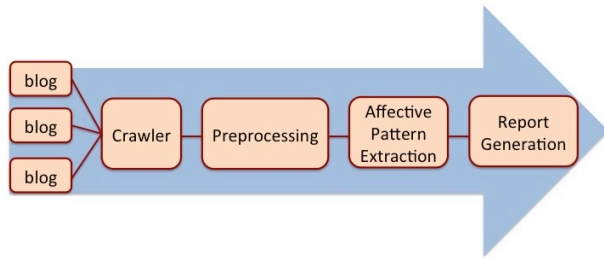 blog
blog
blog
Crawler
Preprocessing
Affective
Pattern
Extraction
Report
Generation